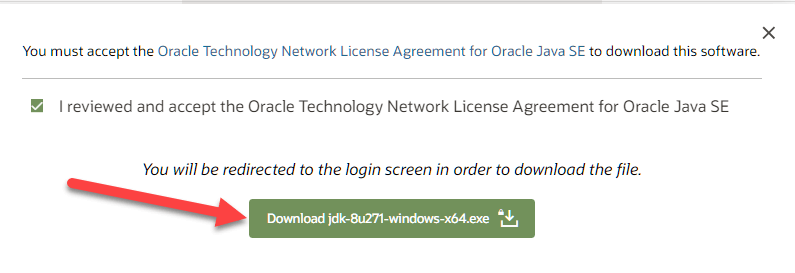 You must accept the Oracle Technology Network License Agreement for Oracle Java SE to download this software.
I reviewed and accept the Oracle Technology Network License Agreement for Oracle Java SE
You will be redirected to the login screen in order to download the file.
Download jdk-8u271-windows-x64.exe